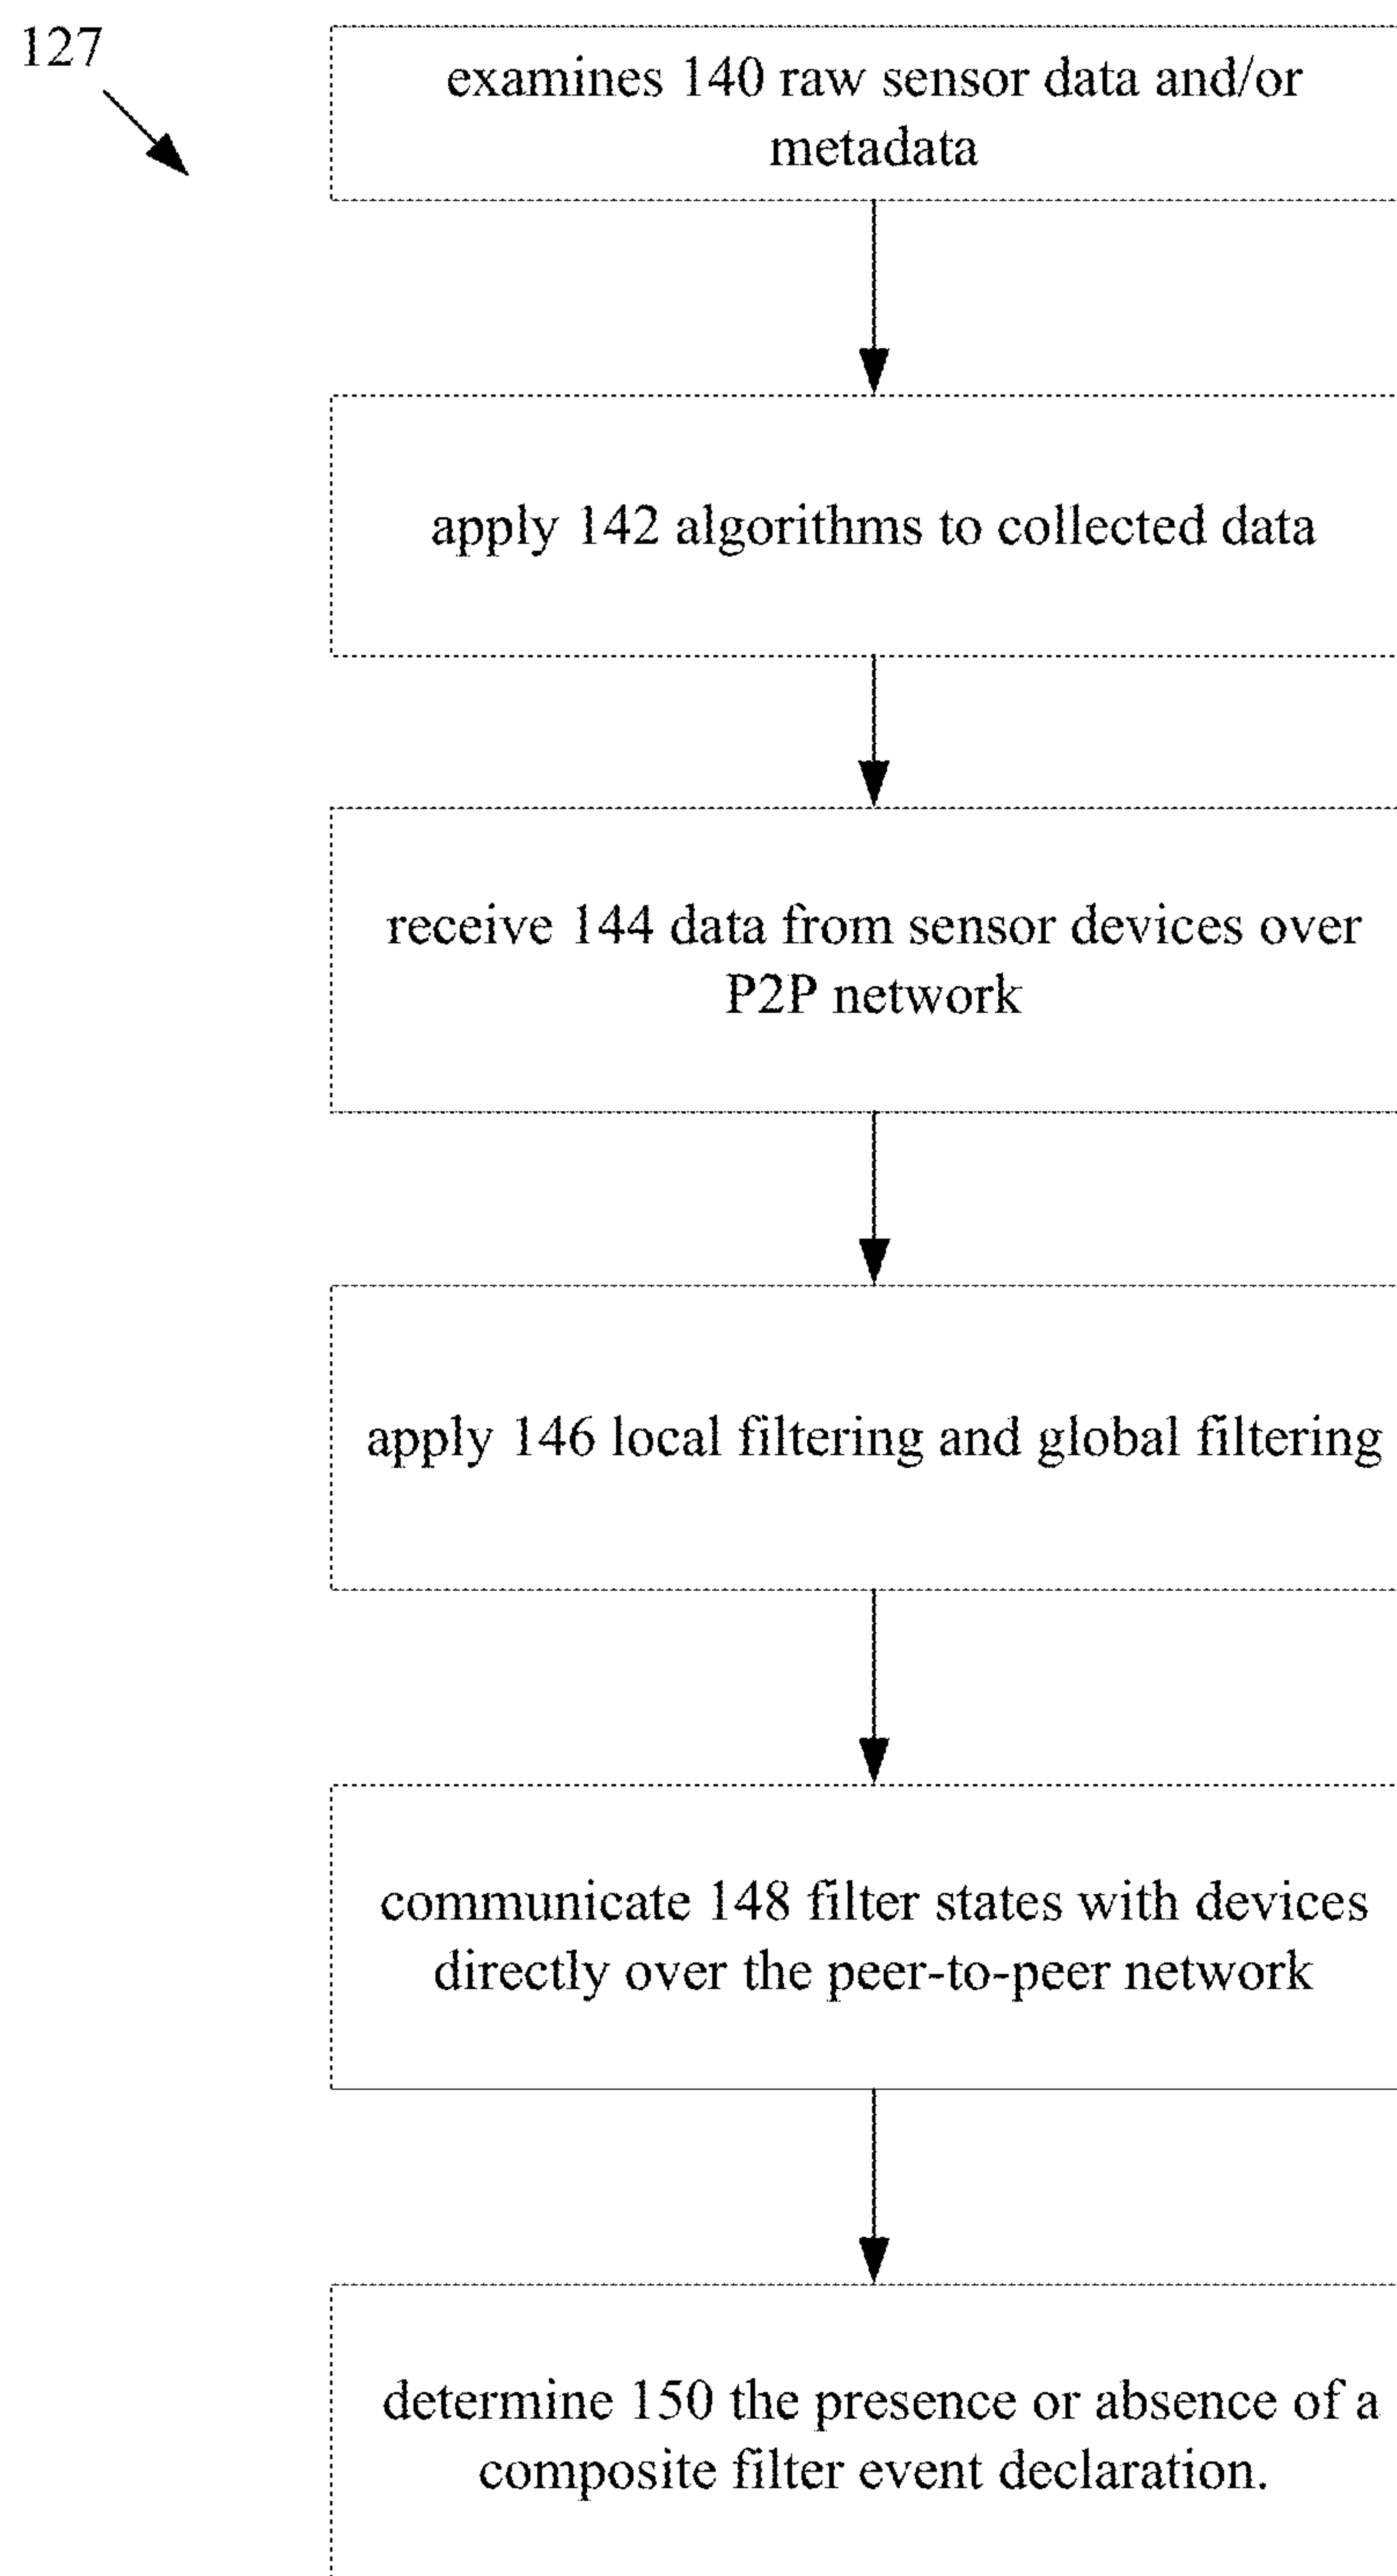 127
examines 140 raw sensor data and/or
metadata
apply 142 algorithms to collected data
receive 144 data from sensor devices over
P2P network
apply 146 local filtering and global filtering
communicate 148 filter states with devices
directly over the peer-to-peer network
determine 150 the presence or absence of a
composite filter event declaration.